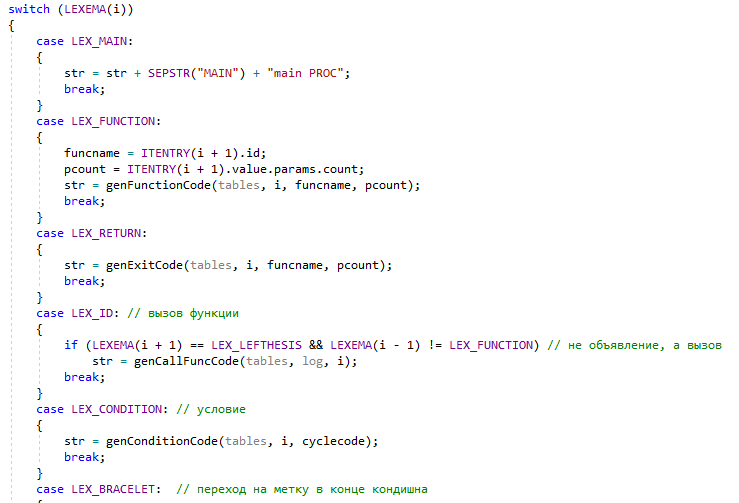 switch (LEXEMA(i))
{
case LEX_MAIN:
{
str = str + SEPSTR("MAIN") + "main PROC";
break;
}
case LEX_FUNCTION:
{
funcname = ITENTRY(i + 1).id;
pcount = ITENTRY(i + 1).value.params.count;
str = genFunctionCode(tables, i, funcname, pcount);
break;
}
case LEX_RETURN:
{
str = genExitCode(tables, i, funcname, pcount);
break;
}
case LEX_ID: // вызов функции
{
if (LEXEMA(i + 1) == LEX_LEFTHESIS && LEXEMA(i - 1) != LEX_FUNCTION) // не объявление, а вызов
str = genCallFuncCode(tables, log, i);
break;
}
case LEX_CONDITION: // условие
{
str = genConditionCode(tables, i, cyclecode);
break;
}
case LEX_BRACELET:  // переход на метку в конце кондишна
{